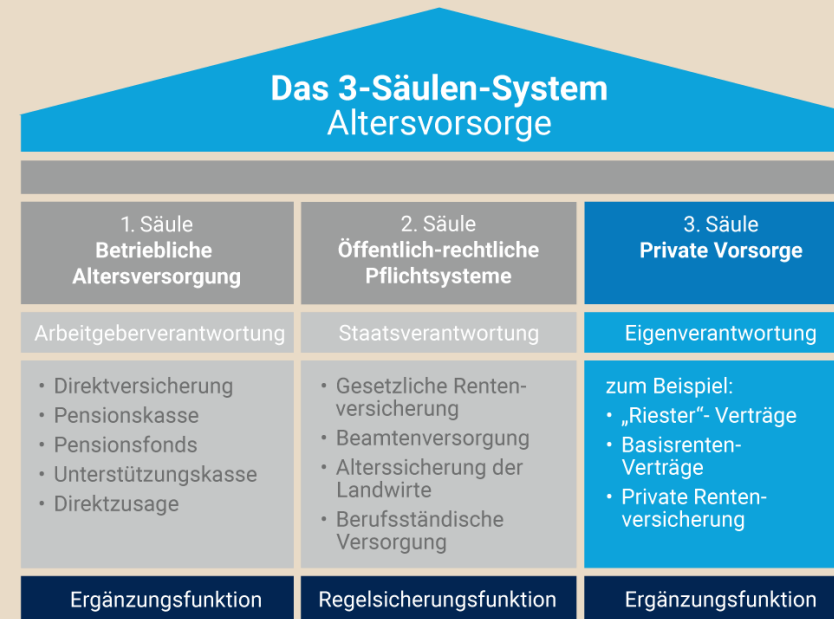 Das 3-Säulen-System
Altersvorsorge
1. Säule
Betriebliche
Altersversorgung
Arbeitgeberverantwortung
• Direktversicherung
• Pensionskasse
• Pensionsfonds
• Unterstützungskasse
• Direktzusage
Ergänzungsfunktion
2. Säule
Öffentlich-rechtliche
Pflichtsysteme
Staatsverantwortung
• Gesetzliche Renten-
versicherung
• Beamtenversorgung
• Alterssicherung der
Landwirte
• Berufsständische
Versorgung
Regelsicherungsfunktion
3. Säule
Private Vorsorge
Eigenverantwortung
zum Beispiel:
• „Riester“- Verträge
• Basisrenten-
Verträge
• Private Renten-
versicherung
Ergänzungsfunktion